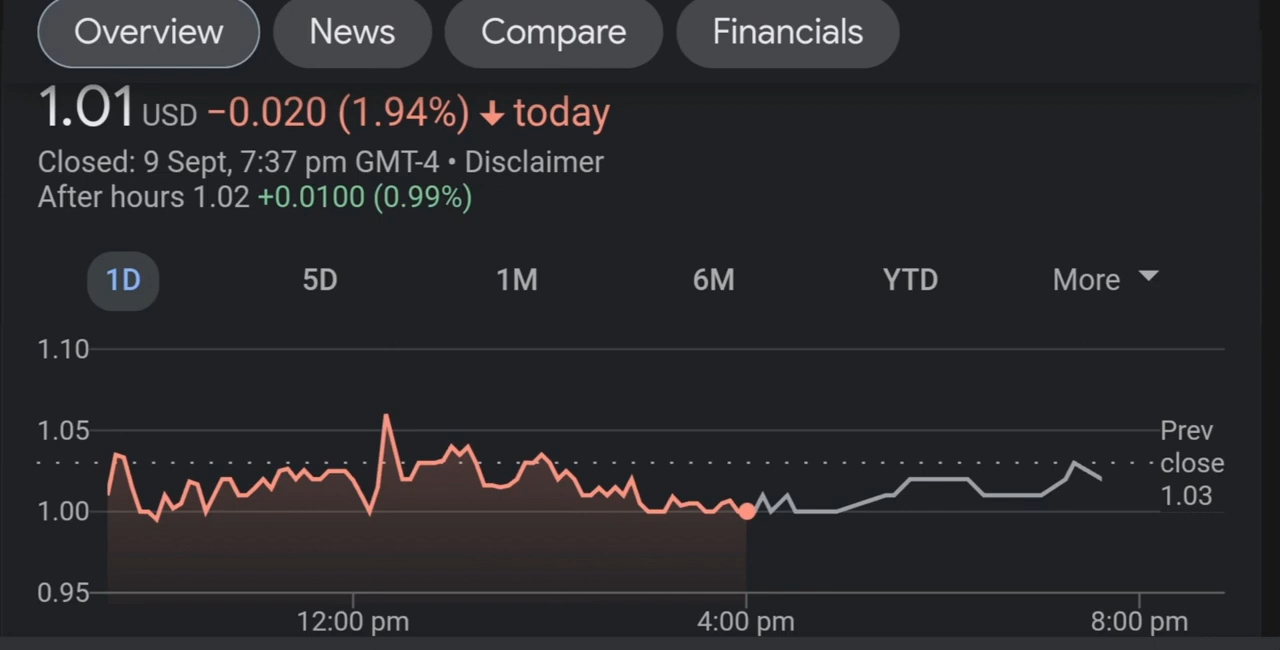 Overview News Compare Financials
1.01 USD −0.020 (1.94%) ↓ today
Closed: 9 Sept, 7:37 pm GMT-4 • Disclaimer
After hours 1.02 +0.0100 (0.99%)
1D 5D 1M 6M YTD More
1.10
1.05
Prev
close
1.03
1.00
0.95
12:00 pm 4:00 pm 8:00 pm